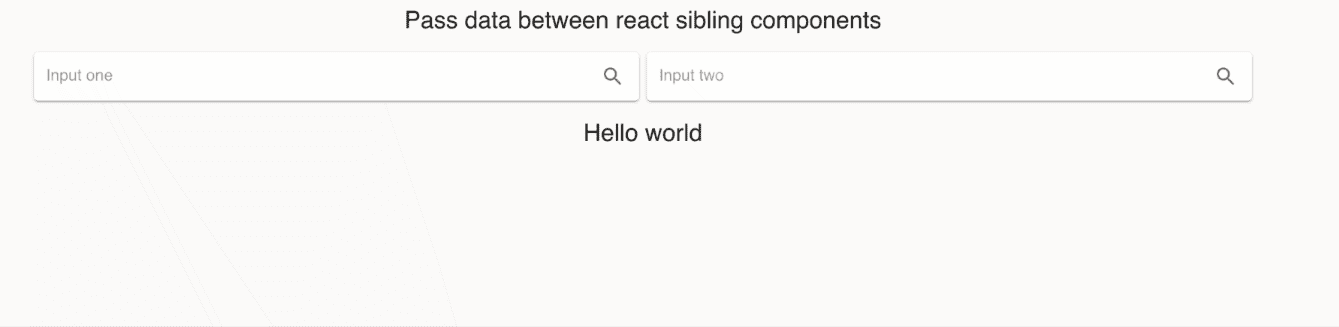 Pass data between react sibling components
Input one
Input two
Hello world